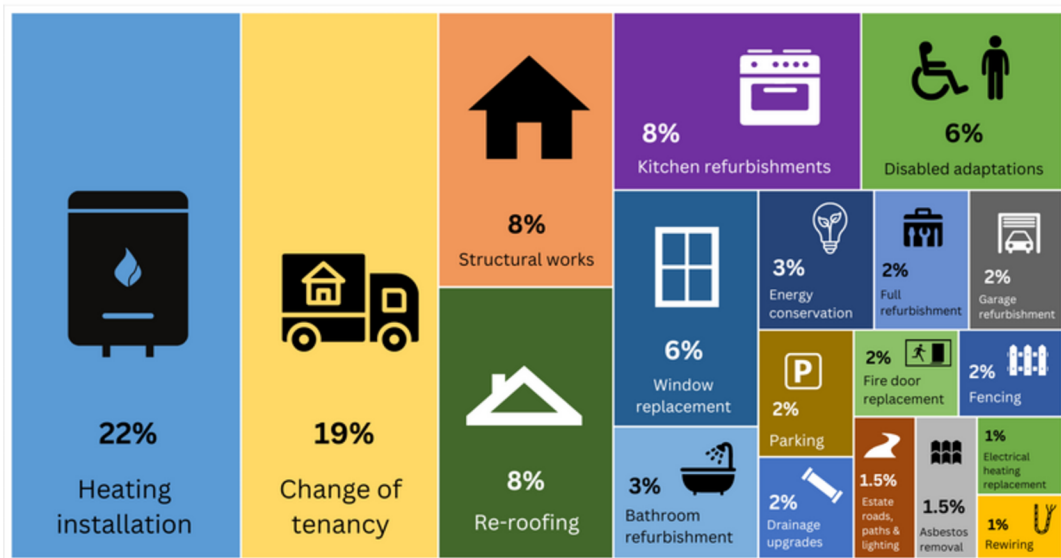 22%
Heating
installation
19%
Change of
tenancy
8%
Structural works
8%
Re-roofing
8%
Kitchen refurbishments
6%
Disabled adaptations
6%
Window
replacement
3%
Bathroom
refurbishment
3%
Energy
conservation
2%
Full
refurbishment
2%
Garage
refurbishment
P
2%
Parking
2%
Fire door
replacement
2%
Fencing
2%
Drainage
upgrades
1.5%
Estate
roads,
paths &
lighting
1.5%
Asbestos
removal
1%
Electrical
heating
replacement
1%
Rewiring